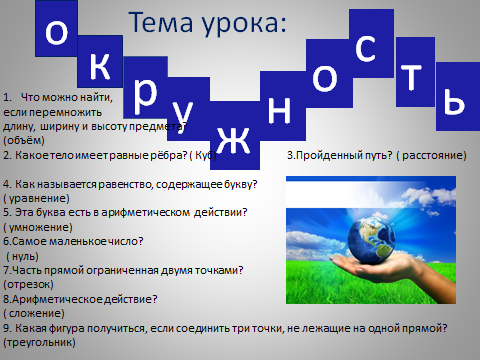 Тема урока:
окружность
1. Что можно найти,
если перемножить
длину, ширину и высоту предмета?
(объём)
2. Какое тело имеет равные рёбра? ( Куб)
3.Пройденный путь? ( расстояние)
4. Как называется равенство, содержащее букву?
( уравнение)
5. Эта буква есть в арифметическом действии?
( умножение)
6.Самое маленькое число?
( нуль)
7.Часть прямой ограниченная двумя точками?
(отрезок)
8.Арифметическое действие?
( сложение)
9. Какая фигура получиться, если соединить три точки, не лежащие на одной прямой?
(треугольник)